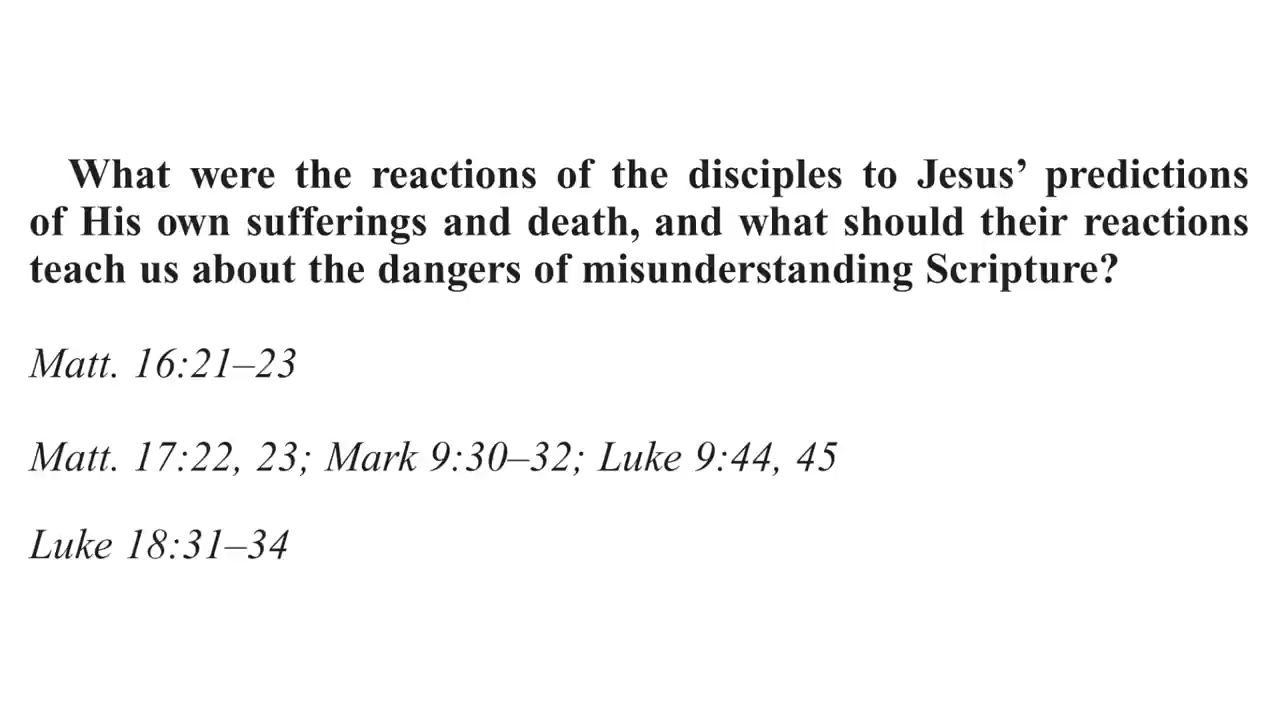 What were the reactions of the disciples to Jesus’ predictions
of His own sufferings and death, and what should their reactions
teach us about the dangers of misunderstanding Scripture?
Matt. 16:21–23
Matt. 17:22, 23; Mark 9:30–32; Luke 9:44, 45
Luke 18:31–34